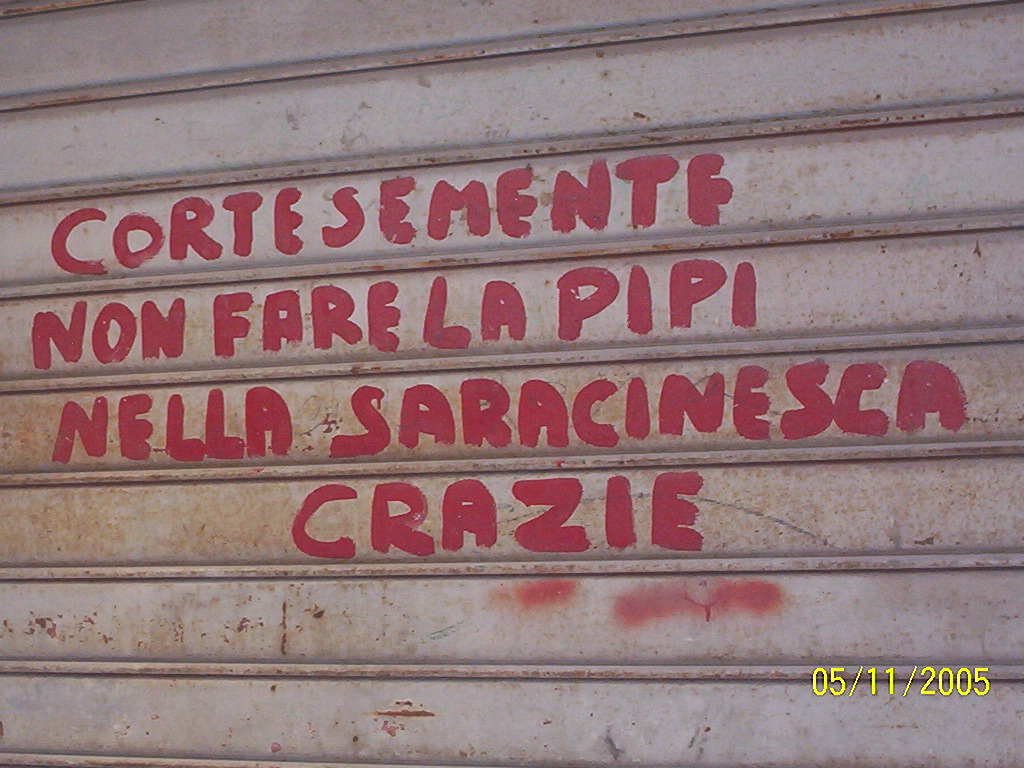 CORTESEMENTE
NON FARE LA PIPI
NELLA SARACINESCA
CRAZIE
05/11/2005